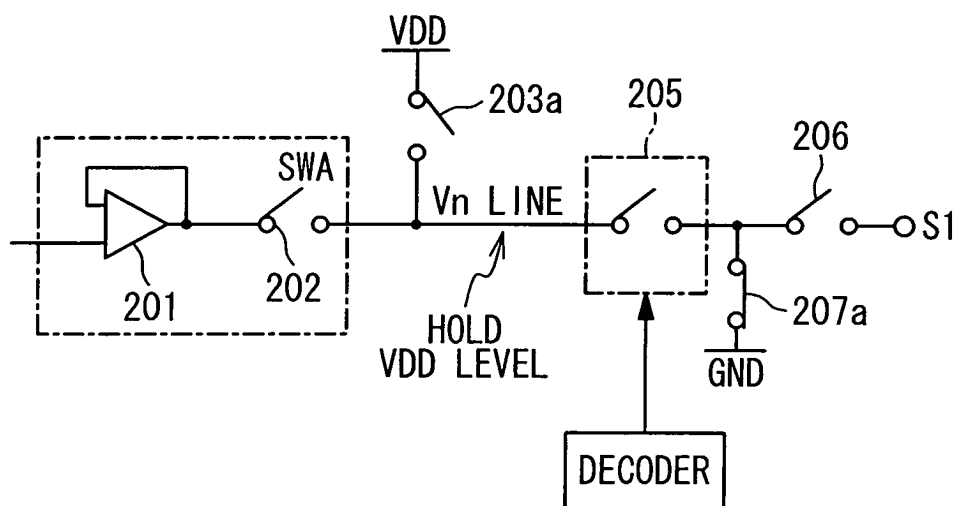 VDD
203a
205
206
SWA
Vn LINE
S1
201
202
207a
HOLD
VDD LEVEL
GND
DECODER